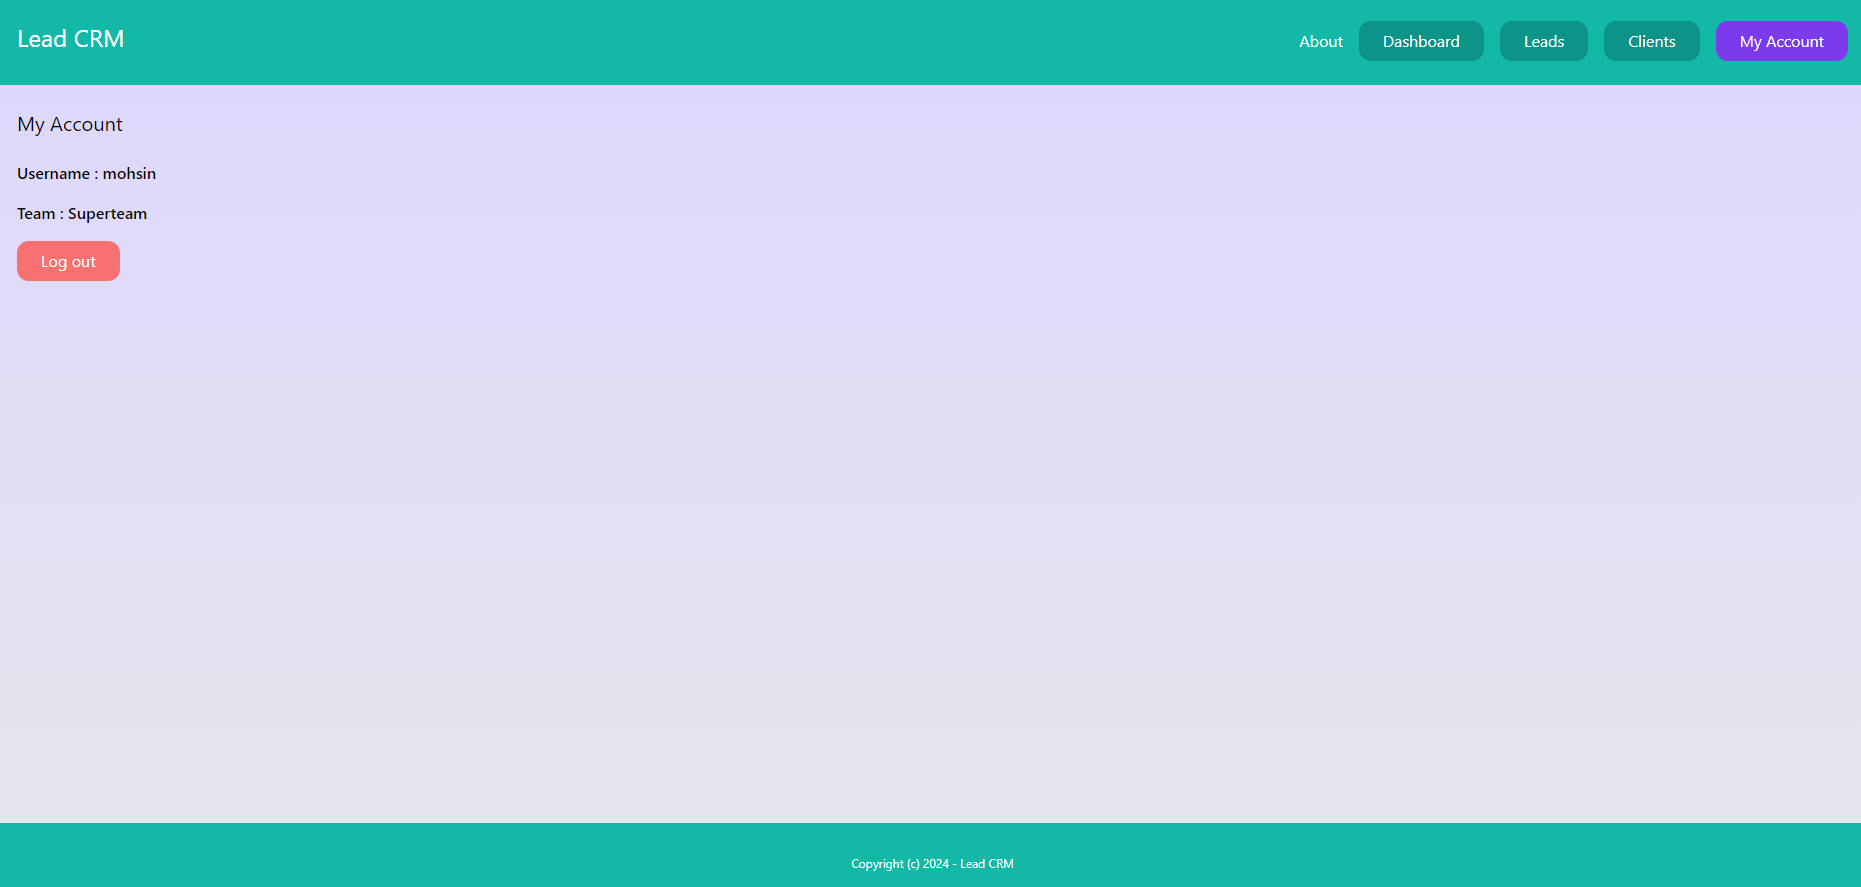 Lead CRM
About Dashboard Leads Clients My Account
My Account
Username : mohsin
Team : Superteam
Log out
Copyright (c) 2024 - Lead CRM